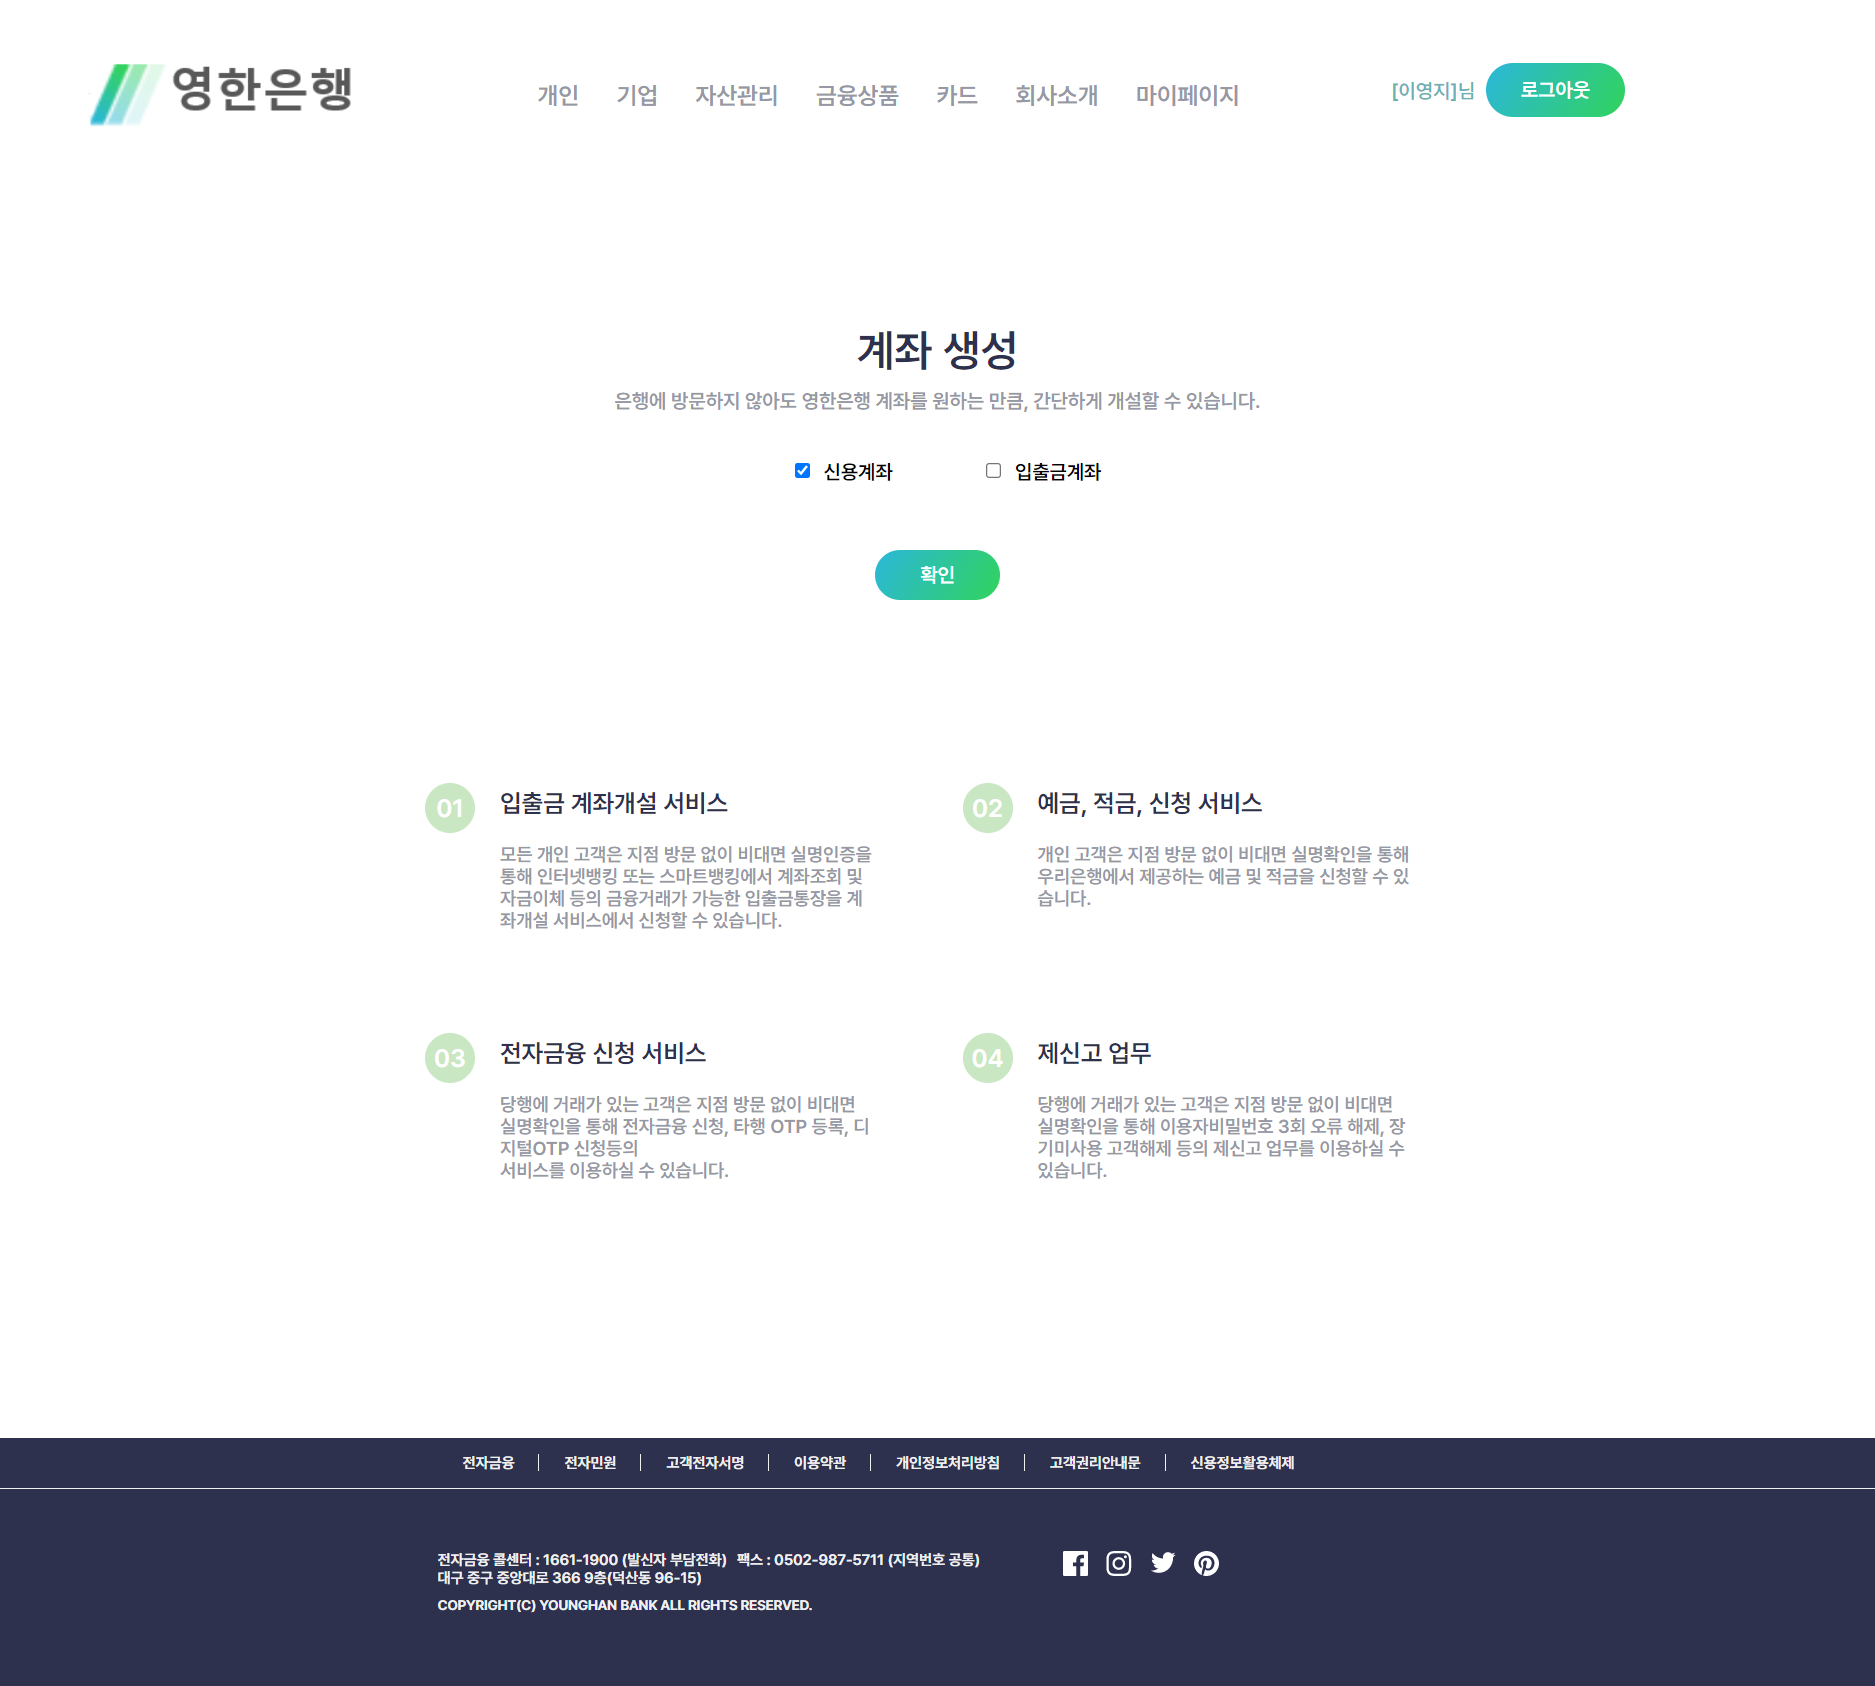 영한은행
개인 기업 자산관리 금융상품 카드 회사소개 마이페이지
[이영지]님 로그아웃
계좌 생성
은행에 방문하지 않아도 영한은행 계좌를 원하는 만큼, 간단하게 개설할 수 있습니다.
신용계좌 입출금계좌
확인
01 입출금 계좌개설 서비스
모든 개인 고객은 지점 방문 없이 비대면 실명인증을
통해 인터넷뱅킹 또는 스마트뱅킹에서 계좌조회 및
자금이체 등의 금융거래가 가능한 입출금통장을 계
좌개설 서비스에서 신청할 수 있습니다.
02 예금, 적금, 신청 서비스
개인 고객은 지점 방문 없이 비대면 실명확인을 통해
우리은행에서 제공하는 예금 및 적금을 신청할 수 있
습니다.
03 전자금융 신청 서비스
당행에 거래가 있는 고객은 지점 방문 없이 비대면
실명확인을 통해 전자금융 신청, 타행 OTP 등록, 디
지털OTP 신청등의
서비스를 이용하실 수 있습니다.
04 제신고 업무
당행에 거래가 있는 고객은 지점 방문 없이 비대면
실명확인을 통해 이용자비밀번호 3회 오류 해제, 장
기미사용 고객해제 등의 제신고 업무를 이용하실 수
있습니다.
전자금융 전자민원 고객전자서명 이용약관 개인정보처리방침 고객권리안내문 신용정보활용체제
전자금융 콜센터 : 1661-1900 (발신자 부담전화) 팩스 : 0502-987-5711 (지역번호 공통)
대구 중구 중앙대로 366 9층(덕산동 96-15)
COPYRIGHT(C) YOUNGHAN BANK ALL RIGHTS RESERVED.